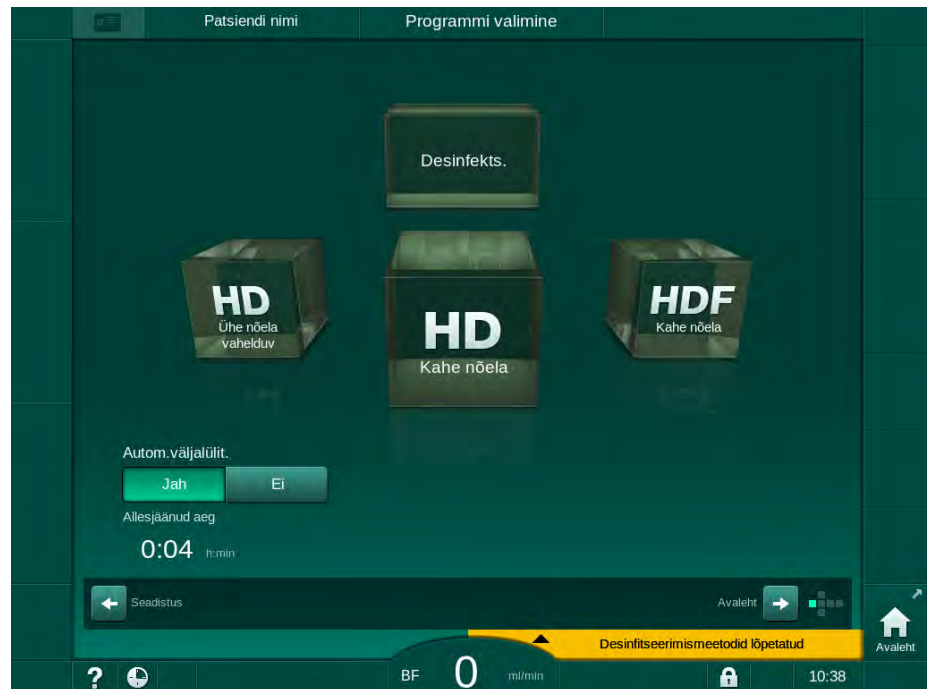 Patsiendi nimi
Programmi valimine
Desinfekts.
HD
Ühe nõela
vahelduv
HD
Kahe nõela
HDF
Kahe nõela
Autom.väljalülit.
Jah
Ei
Allesjäänud aeg
0:04 h:min
Seadistus
Avaleht
Desinfitseerimismeetodid lõpetatud
Avaleht
? BF 0 ml/min 10:38